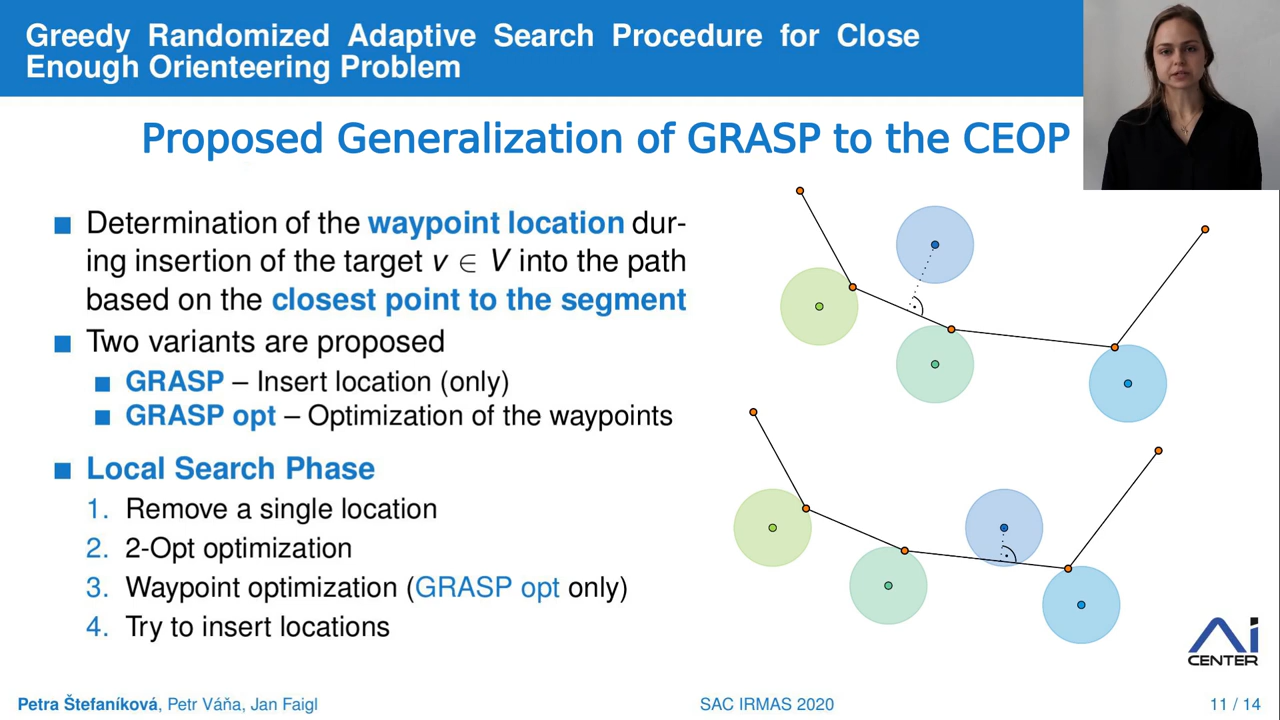 Greedy Randomized Adaptive Search Procedure for Close
Enough Orienteering Problem
Proposed Generalization of GRASP to the CEOP
■ Determination of the waypoint location dur-
ing insertion of the target v ∈ V into the path
based on the closest point to the segment
■ Two variants are proposed
■ GRASP – Insert location (only)
■ GRASP opt – Optimization of the waypoints
■ Local Search Phase
1. Remove a single location
2. 2-Opt optimization
3. Waypoint optimization (GRASP opt only)
4. Try to insert locations
Ai
CENTER
Petra Štefaníková, Petr Váňa, Jan Faigl
SAC IRMAS 2020
11 / 14